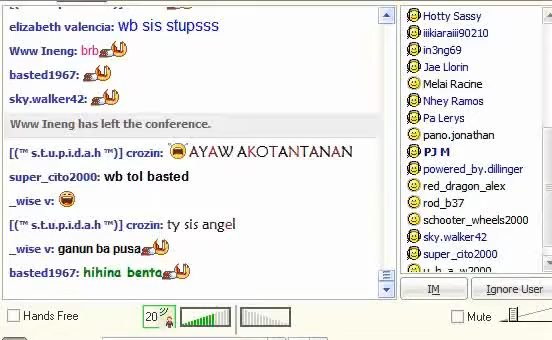 elizabeth valencia: wb sis stupsss
Www Ineng: brb
basted1967:
sky.walker42:
Www Ineng has left the conference.
[(™ s.t.u.p.i.d.a.h ™)] crozin: AYAW AKOTANTANAN
super_cito2000: wb tol basted
_wise v:
[(™ s.t.u.p.i.d.a.h ™)] crozin: ty sis angel
_wise v: ganun ba pusa
basted1967: hihina benta
Hotty Sassy
iiikiaraiii90210
in3ng69
Jae Llorin
Melai Racine
Nhey Ramos
Pa Lerys
pano.jonathan
PJ M
powered_by.dillinger
red_dragon_alex
rod_b37
schooter_wheels2000
sky.walker42
super_cito2000
u_h_a_w2000
IM
Ignore User
Hands Free
20
Mute